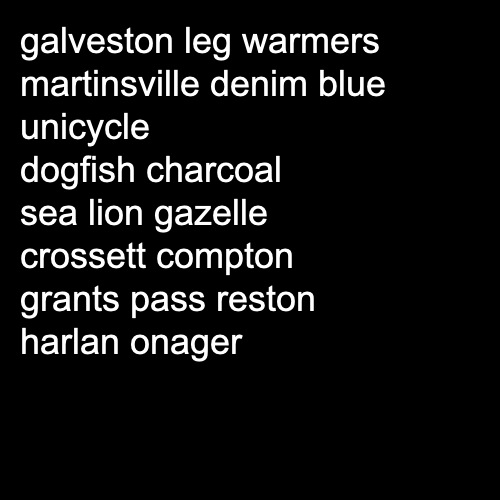 galveston leg warmers
martinsville denim blue
unicycle
dogfish charcoal
sea lion gazelle
crossett compton
grants pass reston
harlan onager